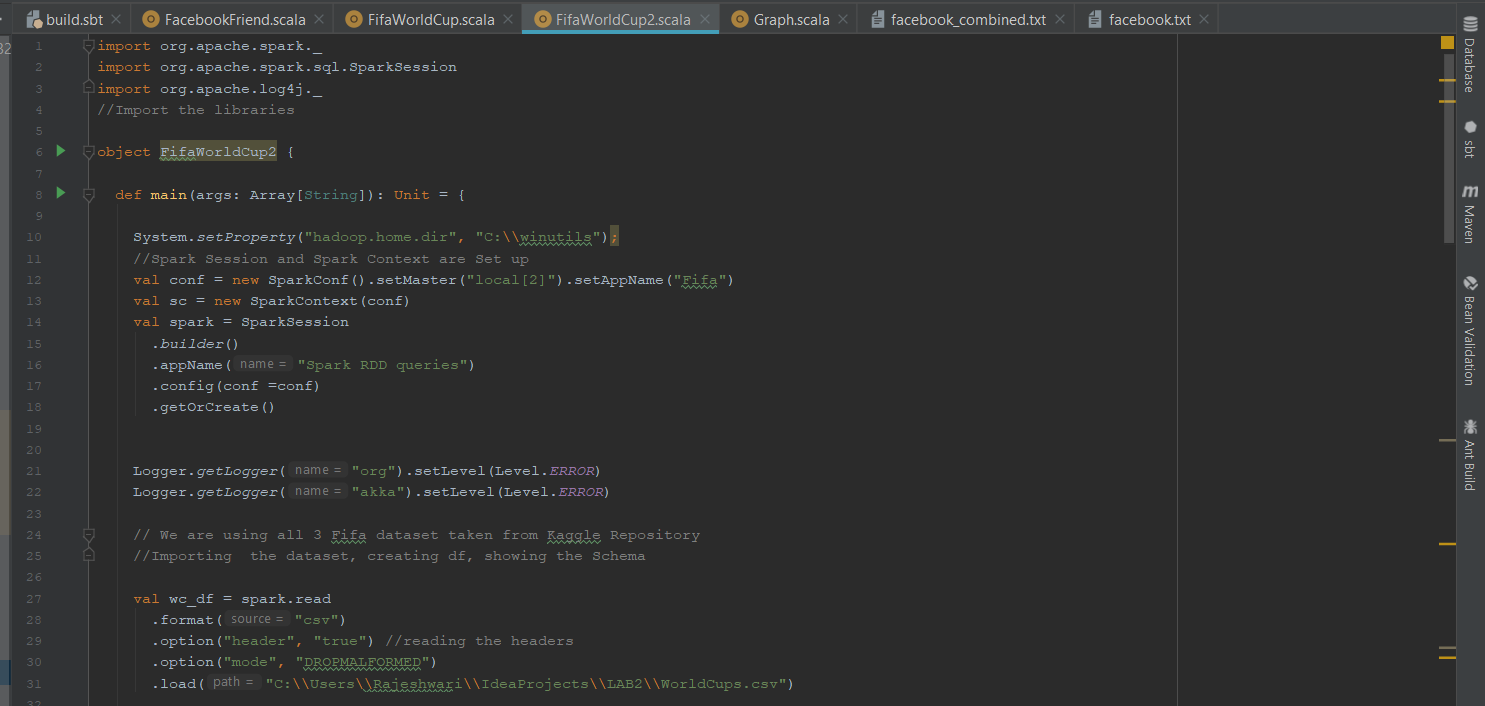 build.sbt FacebookFriend.scala FifaWorldCup.scala FifaWorldCup2.scala Graph.scala facebook_combined.txt facebook.txt
32
1 import org.apache.spark._
2 import org.apache.spark.sql.SparkSession
3 import org.apache.log4j._
4 //Import the libraries
5
6 object FifaWorldCup2 {
7
8 def main(args: Array[String]): Unit = {
9
10 System.setProperty("hadoop.home.dir", "C:\\winutils");
11 //Spark Session and Spark Context are Set up
12 val conf = new SparkConf().setMaster("local[2]").setAppName("Fifa")
13 val sc = new SparkContext(conf)
14 val spark = SparkSession
15 .builder()
16 .appName( name = "Spark RDD queries")
17 .config(conf =conf)
18 .getOrCreate()
19
20
21 Logger.getLogger( name = "org").setLevel(Level.ERROR)
22 Logger.getLogger( name = "akka").setLevel(Level.ERROR)
23
24 // We are using all 3 Fifa dataset taken from Kaggle Repository
25 //Importing  the dataset, creating df, showing the Schema
26
27 val wc_df = spark.read
28 .format( source = "csv")
29 .option("header", "true") //reading the headers
30 .option("mode", "DROPMALFORMED")
31 .load( path = "C:\\Users\\Rajeshwari\\IdeaProjects\\LAB2\\WorldCups.csv")
32
Database
sbt
m Maven
Bean Validation
Ant Build